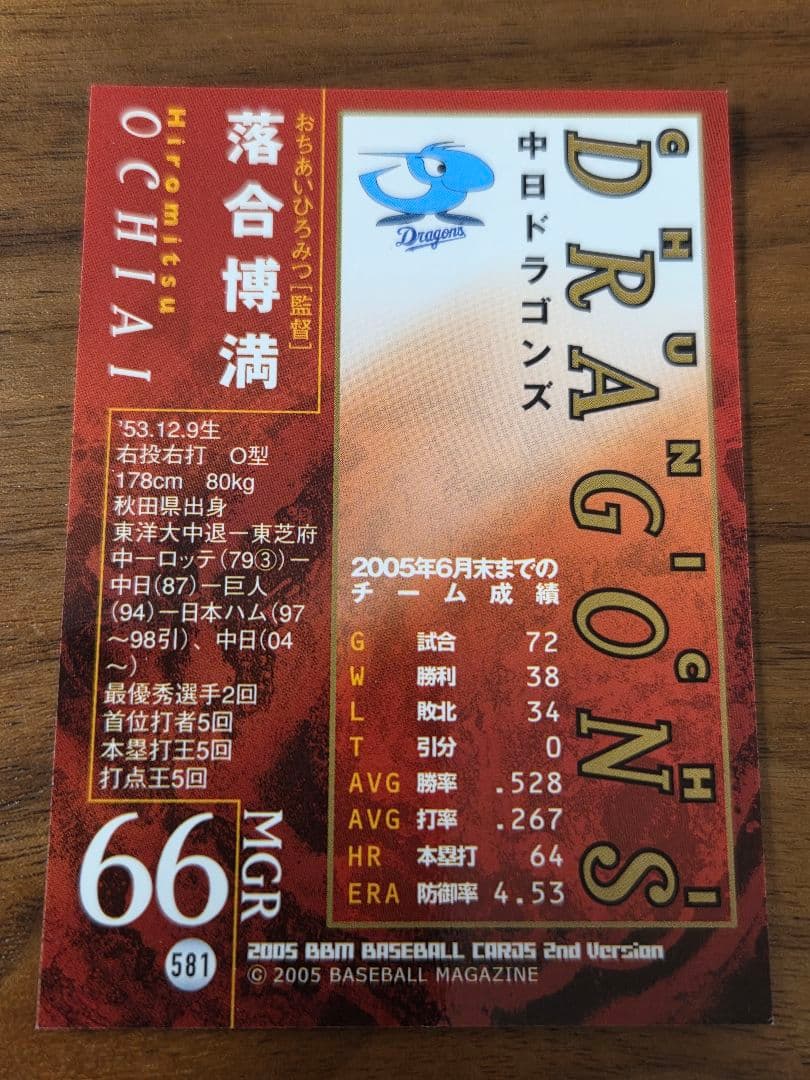 Hiromitsu
OCHIAI
おちあいひろみつ[監督]
落合博満
'53.12.9生
右投右打　O型
178cm　80kg
秋田県出身
東洋大中退ー東芝府
中ーロッテ(79③)ー
中日(87)ー巨人
(94)ー日本ハム(97
〜98引)、中日(04
〜)
最優秀選手2回
首位打者5回
本塁打王5回
打点王5回
66
MGR
581
Dragons
中日ドラゴンズ
CHUNICHI
DRAGONS
2005年6月末までの
チーム成績
G 試合 72
W 勝利 38
L 敗北 34
T 引分 0
AVG 勝率 .528
AVG 打率 .267
HR 本塁打 64
ERA 防御率 4.53
2005 BBM BASEBALL CARDS 2nd Version
© 2005 BASEBALL MAGAZINE